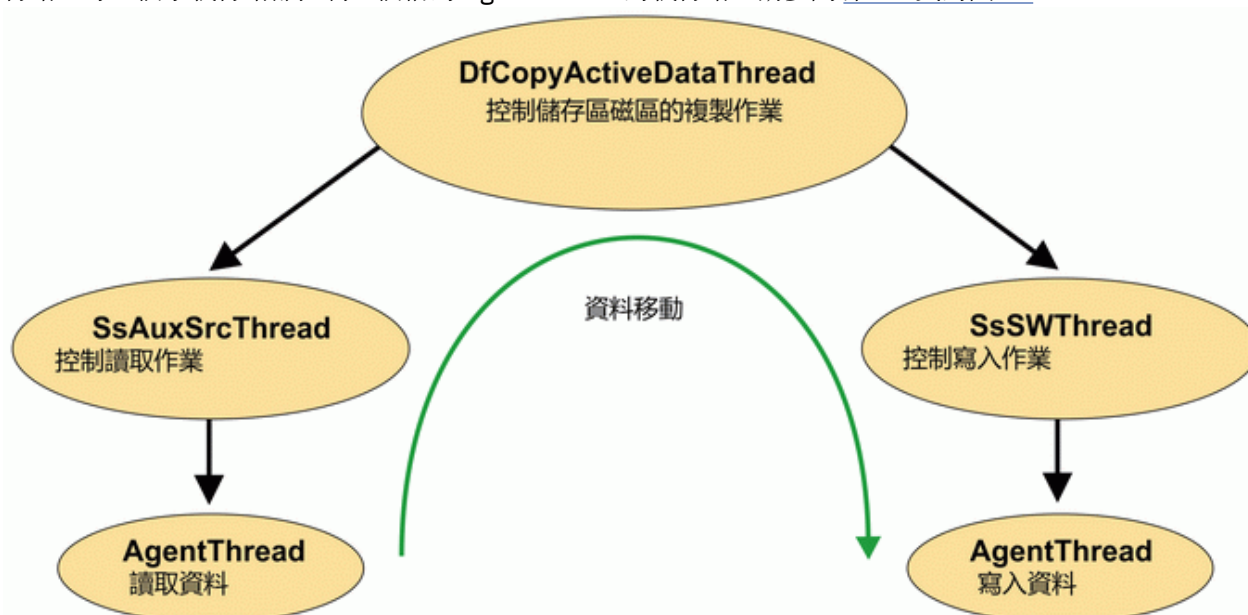 DfCopyActiveDataThread
控制儲存區磁區的複製作業
資料移動
SsAuxSrcThread
控制讀取作業
SsSWThread
控制寫入作業
AgentThread
讀取資料
AgentThread
寫入資料